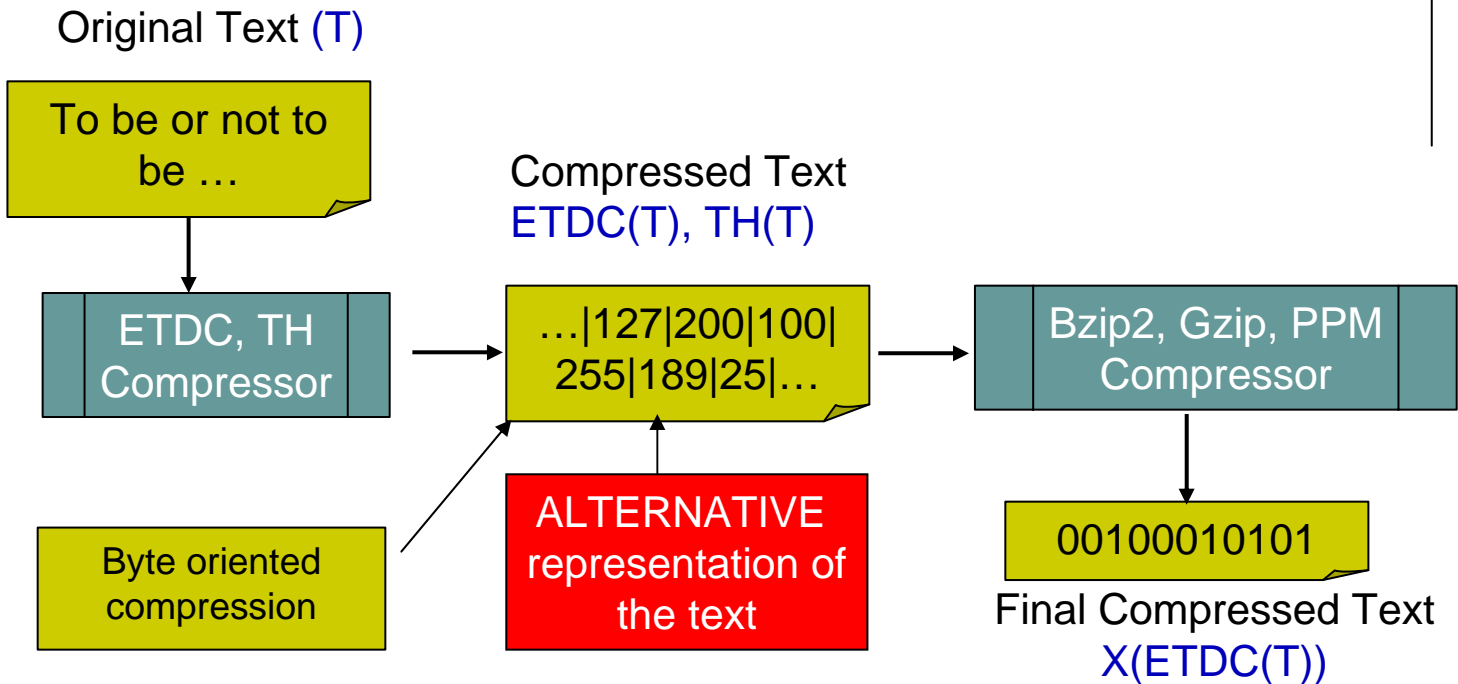 Original Text (T)
To be or not to
be …
Compressed Text
ETDC(T), TH(T)
ETDC, TH
Compressor
…|127|200|100|
255|189|25|…
Bzip2, Gzip, PPM
Compressor
Byte oriented
compression
ALTERNATIVE
representation of
the text
00100010101
Final Compressed Text
X(ETDC(T))